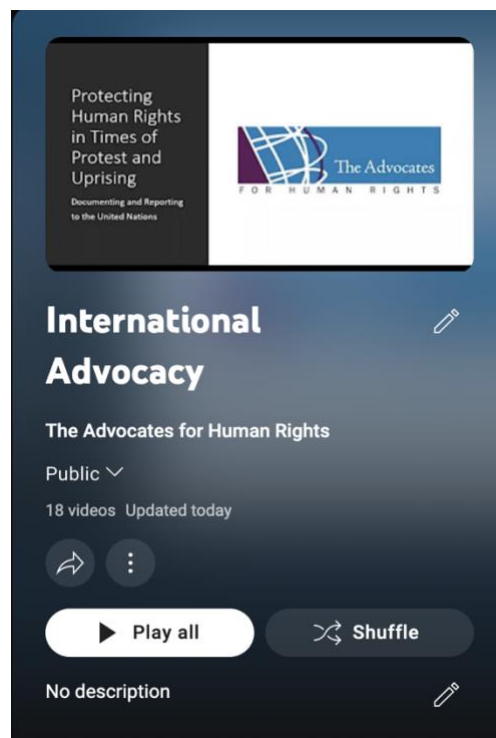 Protecting
Human Rights
in Times of
Protest and
Uprising
Documenting and Reporting
to the United Nations
The Advocates
FOR HUMAN RIGHTS
International
Advocacy
The Advocates for Human Rights
Public
18 videos Updated today
Play all
Shuffle
No description